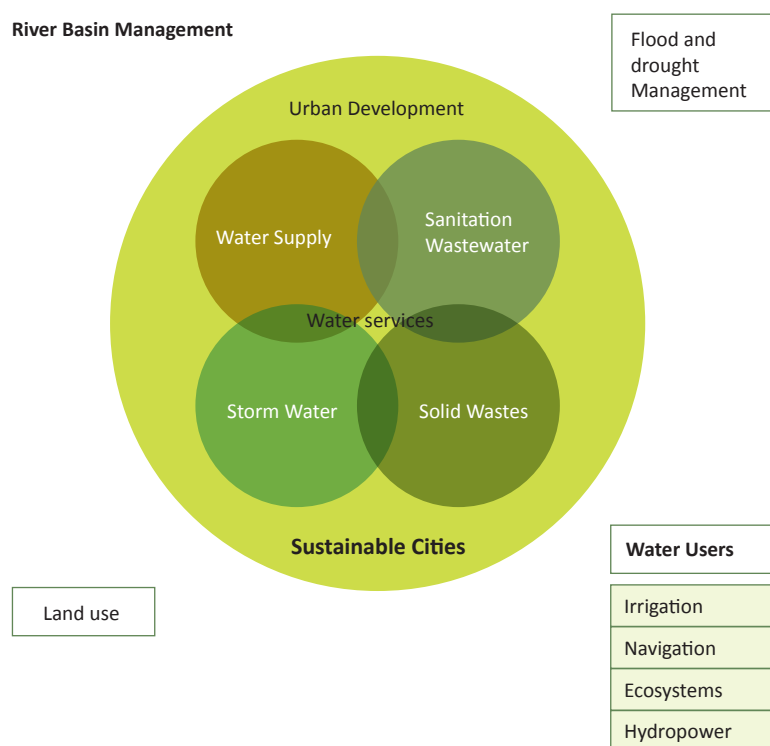 River Basin Management
Flood and
drought
Management
Urban Development
Water Supply
Sanitation
Wastewater
Water services
Storm Water
Solid Wastes
Sustainable Cities
Water Users
Land use
Irrigation
Navigation
Ecosystems
Hydropower